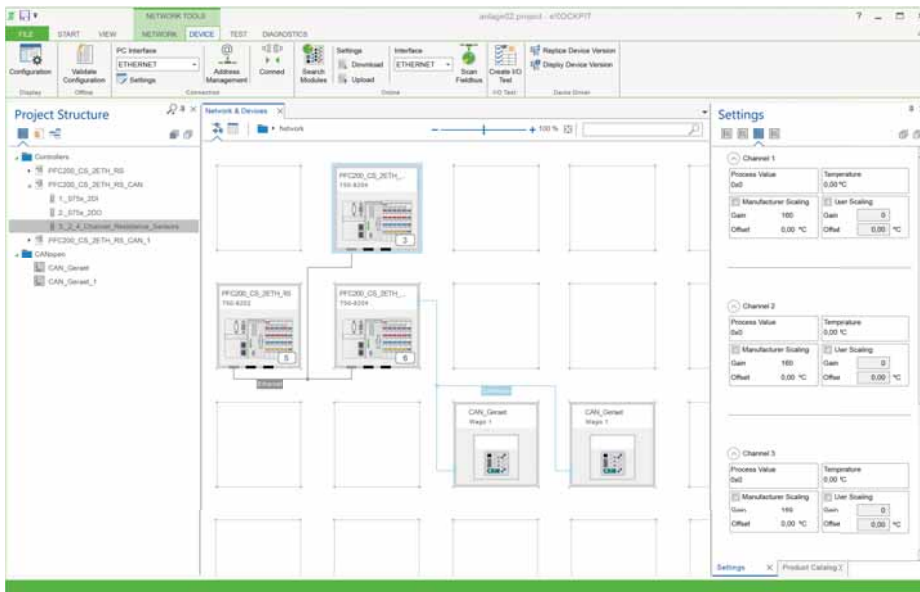 NETWORK TOOLS
anlage02.project - e!COCKPIT
FILE START VIEW NETWORK DEVICE TEST DIAGNOSTICS
Configuration
Display
Validate
Configuration
Offline
PC Interface
ETHERNET
Settings
Address
Management
Connect
Connected
Search
Modules
Settings
Download
Upload
Interface
ETHERNET
Scan
Fieldbus
Online
Create I/O
Test
I/O Test
Replace Device Version
Display Device Version
Device Driver
Project Structure
Controllers
PFC200_CS_2ETH_RS
PFC200_CS_2ETH_RS_CAN
1._075x_2DI
2._075x_2DO
3._2_4_Channel_Resistance_Sensors
PFC200_CS_2ETH_RS_CAN_1
CANopen
CAN_Geraet
CAN_Geraet_1
Network & Devices
Network
100 %
PFC200_CS_2ETH_...
750-8204
3
PFC200_CS_2ETH_RS
750-8202
5
PFC200_CS_2ETH_...
750-8204
6
Ethernet
CAN_Geraet
Wago 1
CAN_Geraet
Wago 1
Settings
Channel 1
Process Value
0x0
Temperature
0,00 °C
Manufacturer Scaling
Gain 160
Offset 0,00 °C
User Scaling
Gain 0
Offset 0,00 °C
Channel 2
Process Value
0x0
Temperature
0,00 °C
Manufacturer Scaling
Gain 160
Offset 0,00 °C
User Scaling
Gain 0
Offset 0,00 °C
Channel 3
Process Value
0x0
Temperature
0,00 °C
Manufacturer Scaling
Gain 160
Offset 0,00 °C
User Scaling
Gain 0
Offset 0,00 °C
Settings
Product Catalog